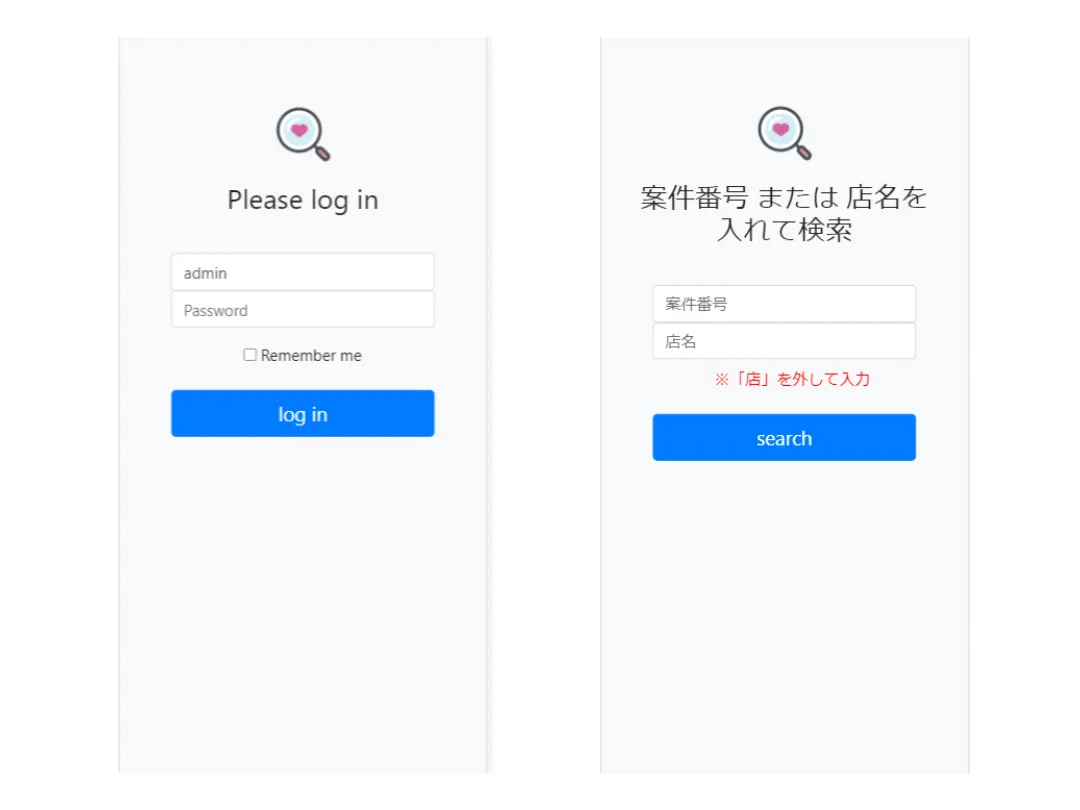 Please log in
admin
Password
Remember me
log in
案件番号 または 店名を
入れて検索
案件番号
店名
※「店」を外して入力
search